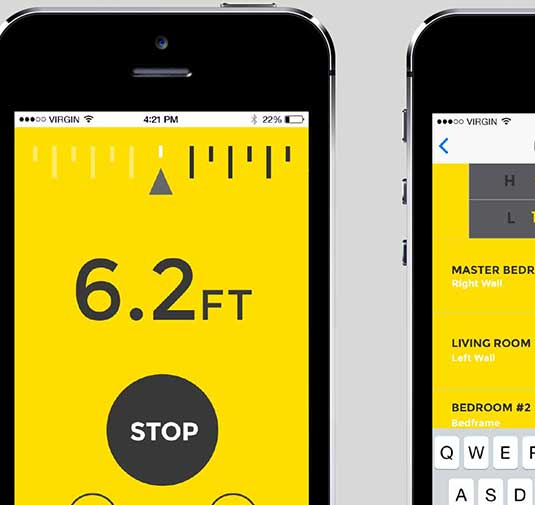 VIRGIN
4:21 PM
22%
6.2FT
STOP
VIRGIN
H
L
MASTER BEDR
Right Wall
LIVING ROOM
Left Wall
BEDROOM #2
Bedframe
Q W E
A S D